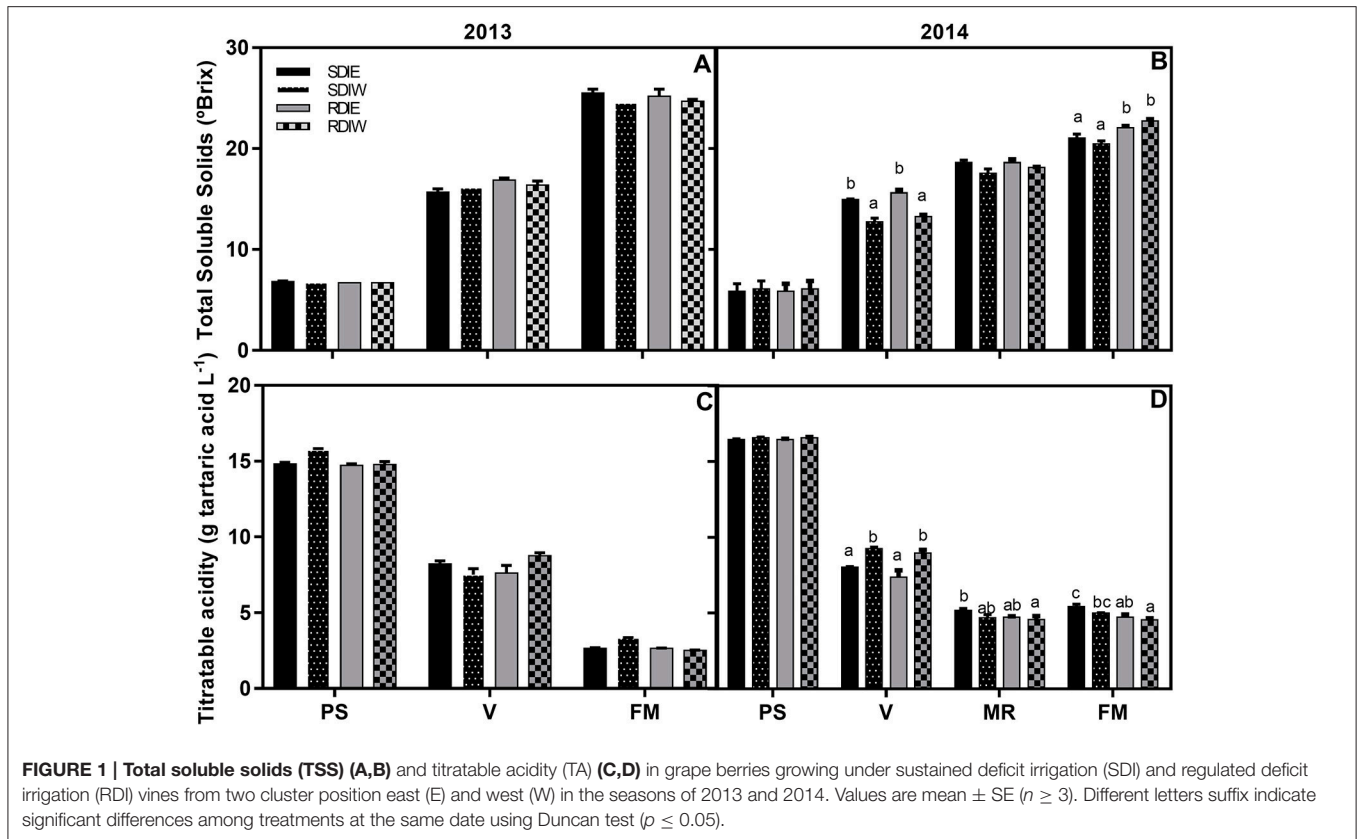 2013 2014
30 A B
SDIE
SDIW
RDIE
RDIW
20
10
0
Total Soluble Solids (ºBrix)
b a b a
a a b b
20 C D
15
10
5
0
Titratable acidity (g tartaric acid L-1)
a b a b
b ab ab a
c bc ab a
PS V FM PS V MR FM
FIGURE 1 | Total soluble solids (TSS) (A,B) and titratable acidity (TA) (C,D) in grape berries growing under sustained deficit irrigation (SDI) and regulated deficit
irrigation (RDI) vines from two cluster position east (E) and west (W) in the seasons of 2013 and 2014. Values are mean ± SE (n ≥ 3). Different letters suffix indicate
significant differences among treatments at the same date using Duncan test (p ≤ 0.05).